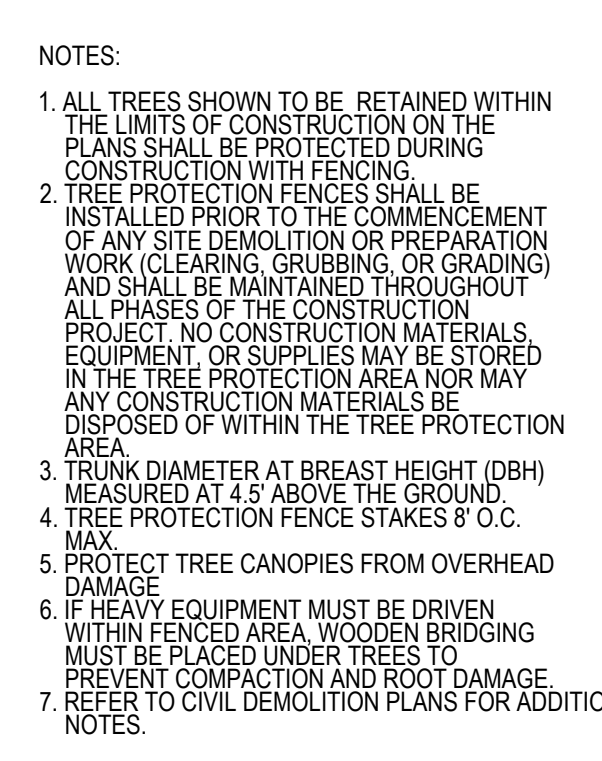 NOTES:
1. ALL TREES SHOWN TO BE RETAINED WITHIN
THE LIMITS OF CONSTRUCTION ON THE
PLANS SHALL BE PROTECTED DURING
CONSTRUCTION WITH FENCING.
2. TREE PROTECTION FENCES SHALL BE
INSTALLED PRIOR TO THE COMMENCEMENT
OF ANY SITE DEMOLITION OR PREPARATION
WORK (CLEARING, GRUBBING, OR GRADING)
AND SHALL BE MAINTAINED THROUGHOUT
ALL PHASES OF THE CONSTRUCTION
PROJECT. NO CONSTRUCTION MATERIALS,
EQUIPMENT, OR SUPPLIES MAY BE STORED
IN THE TREE PROTECTION AREA NOR MAY
ANY CONSTRUCTION MATERIALS BE
DISPOSED OF WITHIN THE TREE PROTECTION
AREA.
3. TRUNK DIAMETER AT BREAST HEIGHT (DBH)
MEASURED AT 4.5' ABOVE THE GROUND.
4. TREE PROTECTION FENCE STAKES 8' O.C.
MAX.
5. PROTECT TREE CANOPIES FROM OVERHEAD
DAMAGE
6. IF HEAVY EQUIPMENT MUST BE DRIVEN
WITHIN FENCED AREA, WOODEN BRIDGING
MUST BE PLACED UNDER TREES TO
PREVENT COMPACTION AND ROOT DAMAGE.
7. REFER TO CIVIL DEMOLITION PLANS FOR
NOTES.